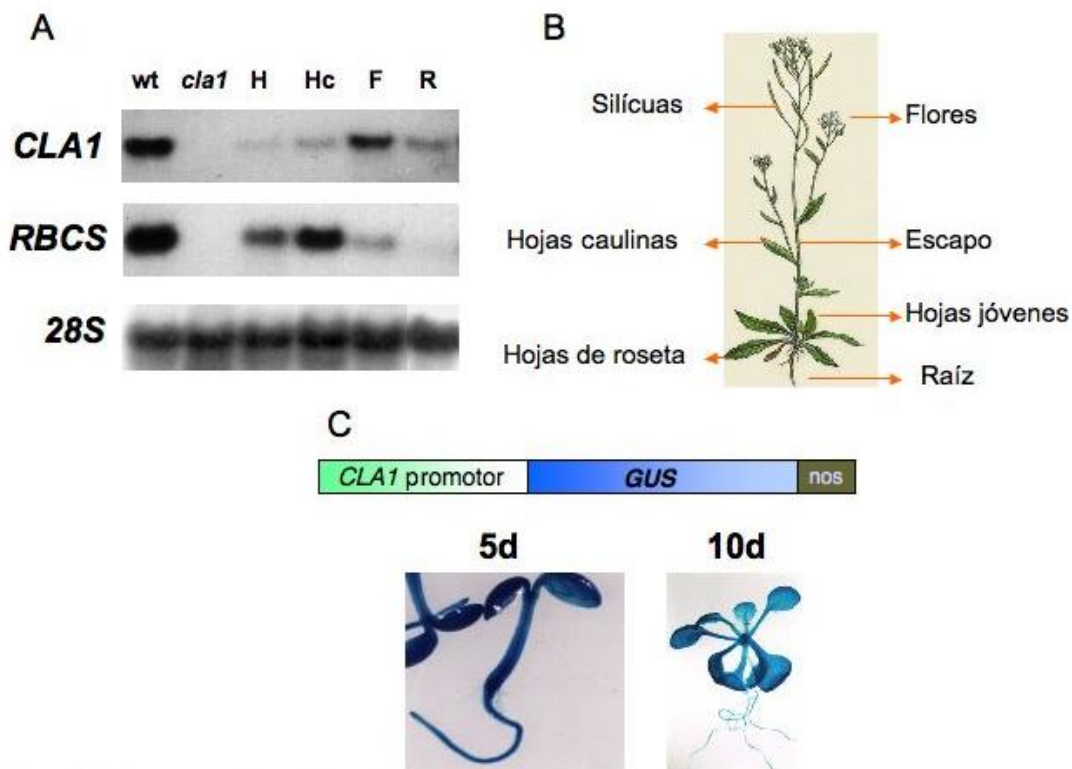 A
wt cla1 H Hc F R
CLA1
RBCS
28S
B
Silícuas
Flores
Hojas caulinas
Escapo
Hojas jóvenes
Hojas de roseta
Raíz
C
CLA1 promotor GUS nos
5d 10d